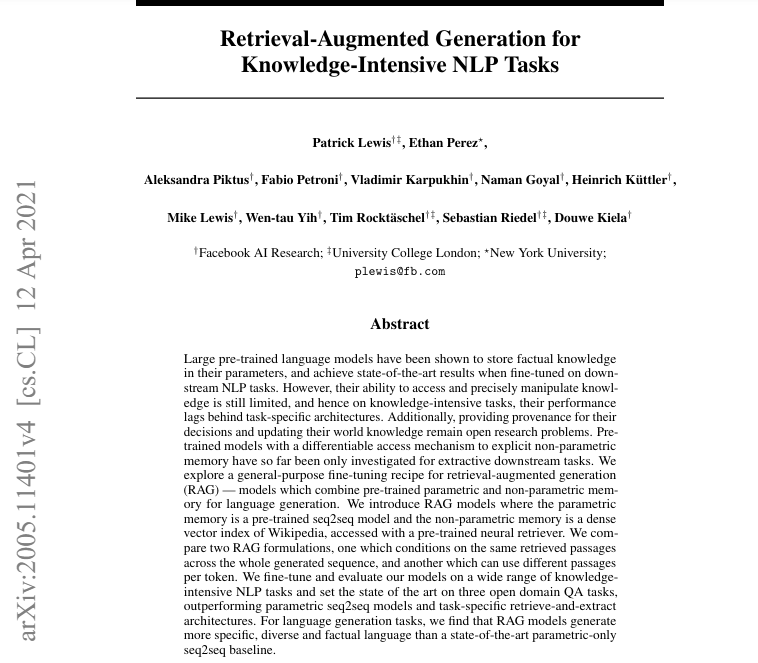 Retrieval-Augmented Generation for
Knowledge-Intensive NLP Tasks
Patrick Lewis†‡, Ethan Perez⋆,
Aleksandra Piktus†, Fabio Petroni†, Vladimir Karpukhin†, Naman Goyal†, Heinrich Küttler†,
Mike Lewis†, Wen-tau Yih†, Tim Rocktäschel†‡, Sebastian Riedel†‡, Douwe Kiela†
†Facebook AI Research; ‡University College London; ⋆New York University;
plewis@fb.com
Abstract
Large pre-trained language models have been shown to store factual knowledge
in their parameters, and achieve state-of-the-art results when fine-tuned on down-
stream NLP tasks. However, their ability to access and precisely manipulate knowl-
edge is still limited, and hence on knowledge-intensive tasks, their performance
lags behind task-specific architectures. Additionally, providing provenance for their
decisions and updating their world knowledge remain open research problems. Pre-
trained models with a differentiable access mechanism to explicit non-parametric
memory have so far been only investigated for extractive downstream tasks. We
explore a general-purpose fine-tuning recipe for retrieval-augmented generation
(RAG) — models which combine pre-trained parametric and non-parametric mem-
ory for language generation. We introduce RAG models where the parametric
memory is a pre-trained seq2seq model and the non-parametric memory is a dense
vector index of Wikipedia, accessed with a pre-trained neural retriever. We com-
pare two RAG formulations, one which conditions on the same retrieved passages
across the whole generated sequence, and another which can use different passages
per token. We fine-tune and evaluate our models on a wide range of knowledge-
intensive NLP tasks and set the state of the art on three open domain QA tasks,
outperforming parametric seq2seq models and task-specific retrieve-and-extract
architectures. For language generation tasks, we find that RAG models generate
more specific, diverse and factual language than a state-of-the-art parametric-only
seq2seq baseline.
arXiv:2005.11401v4 [cs.CL] 12 Apr 2021